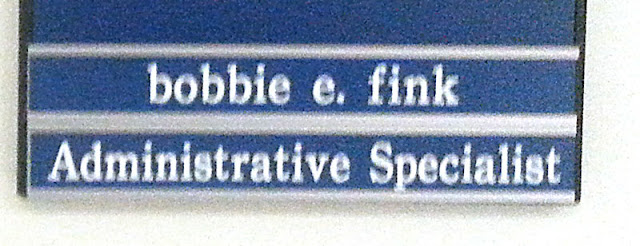 bobbie e. fink
Administrative Specialist